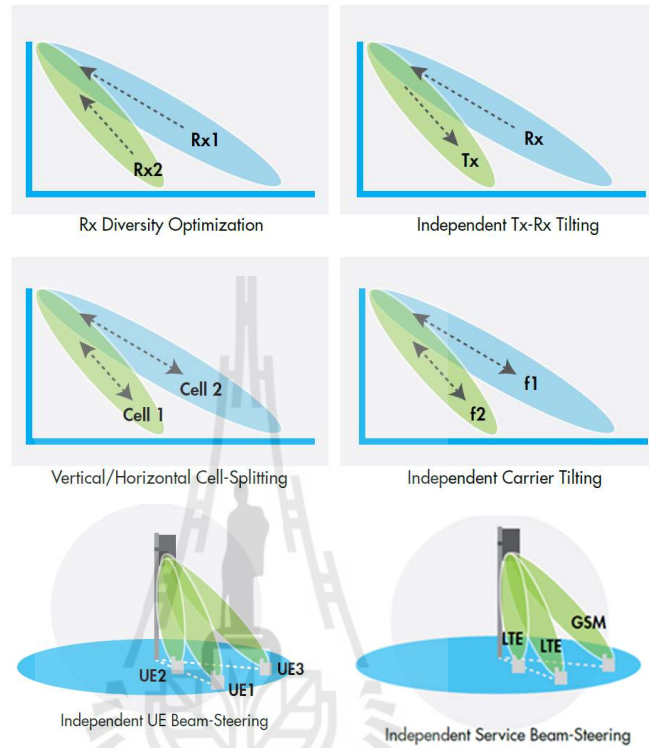 Rx1
Rx2
Rx Diversity Optimization
Rx
Tx
Independent Tx-Rx Tilting
Cell 2
Cell 1
Vertical/Horizontal Cell-Splitting
f1
f2
Independent Carrier Tilting
UE3
UE2
UE1
Independent UE Beam-Steering
GSM
LTE
LTE
Independent Service Beam-Steering